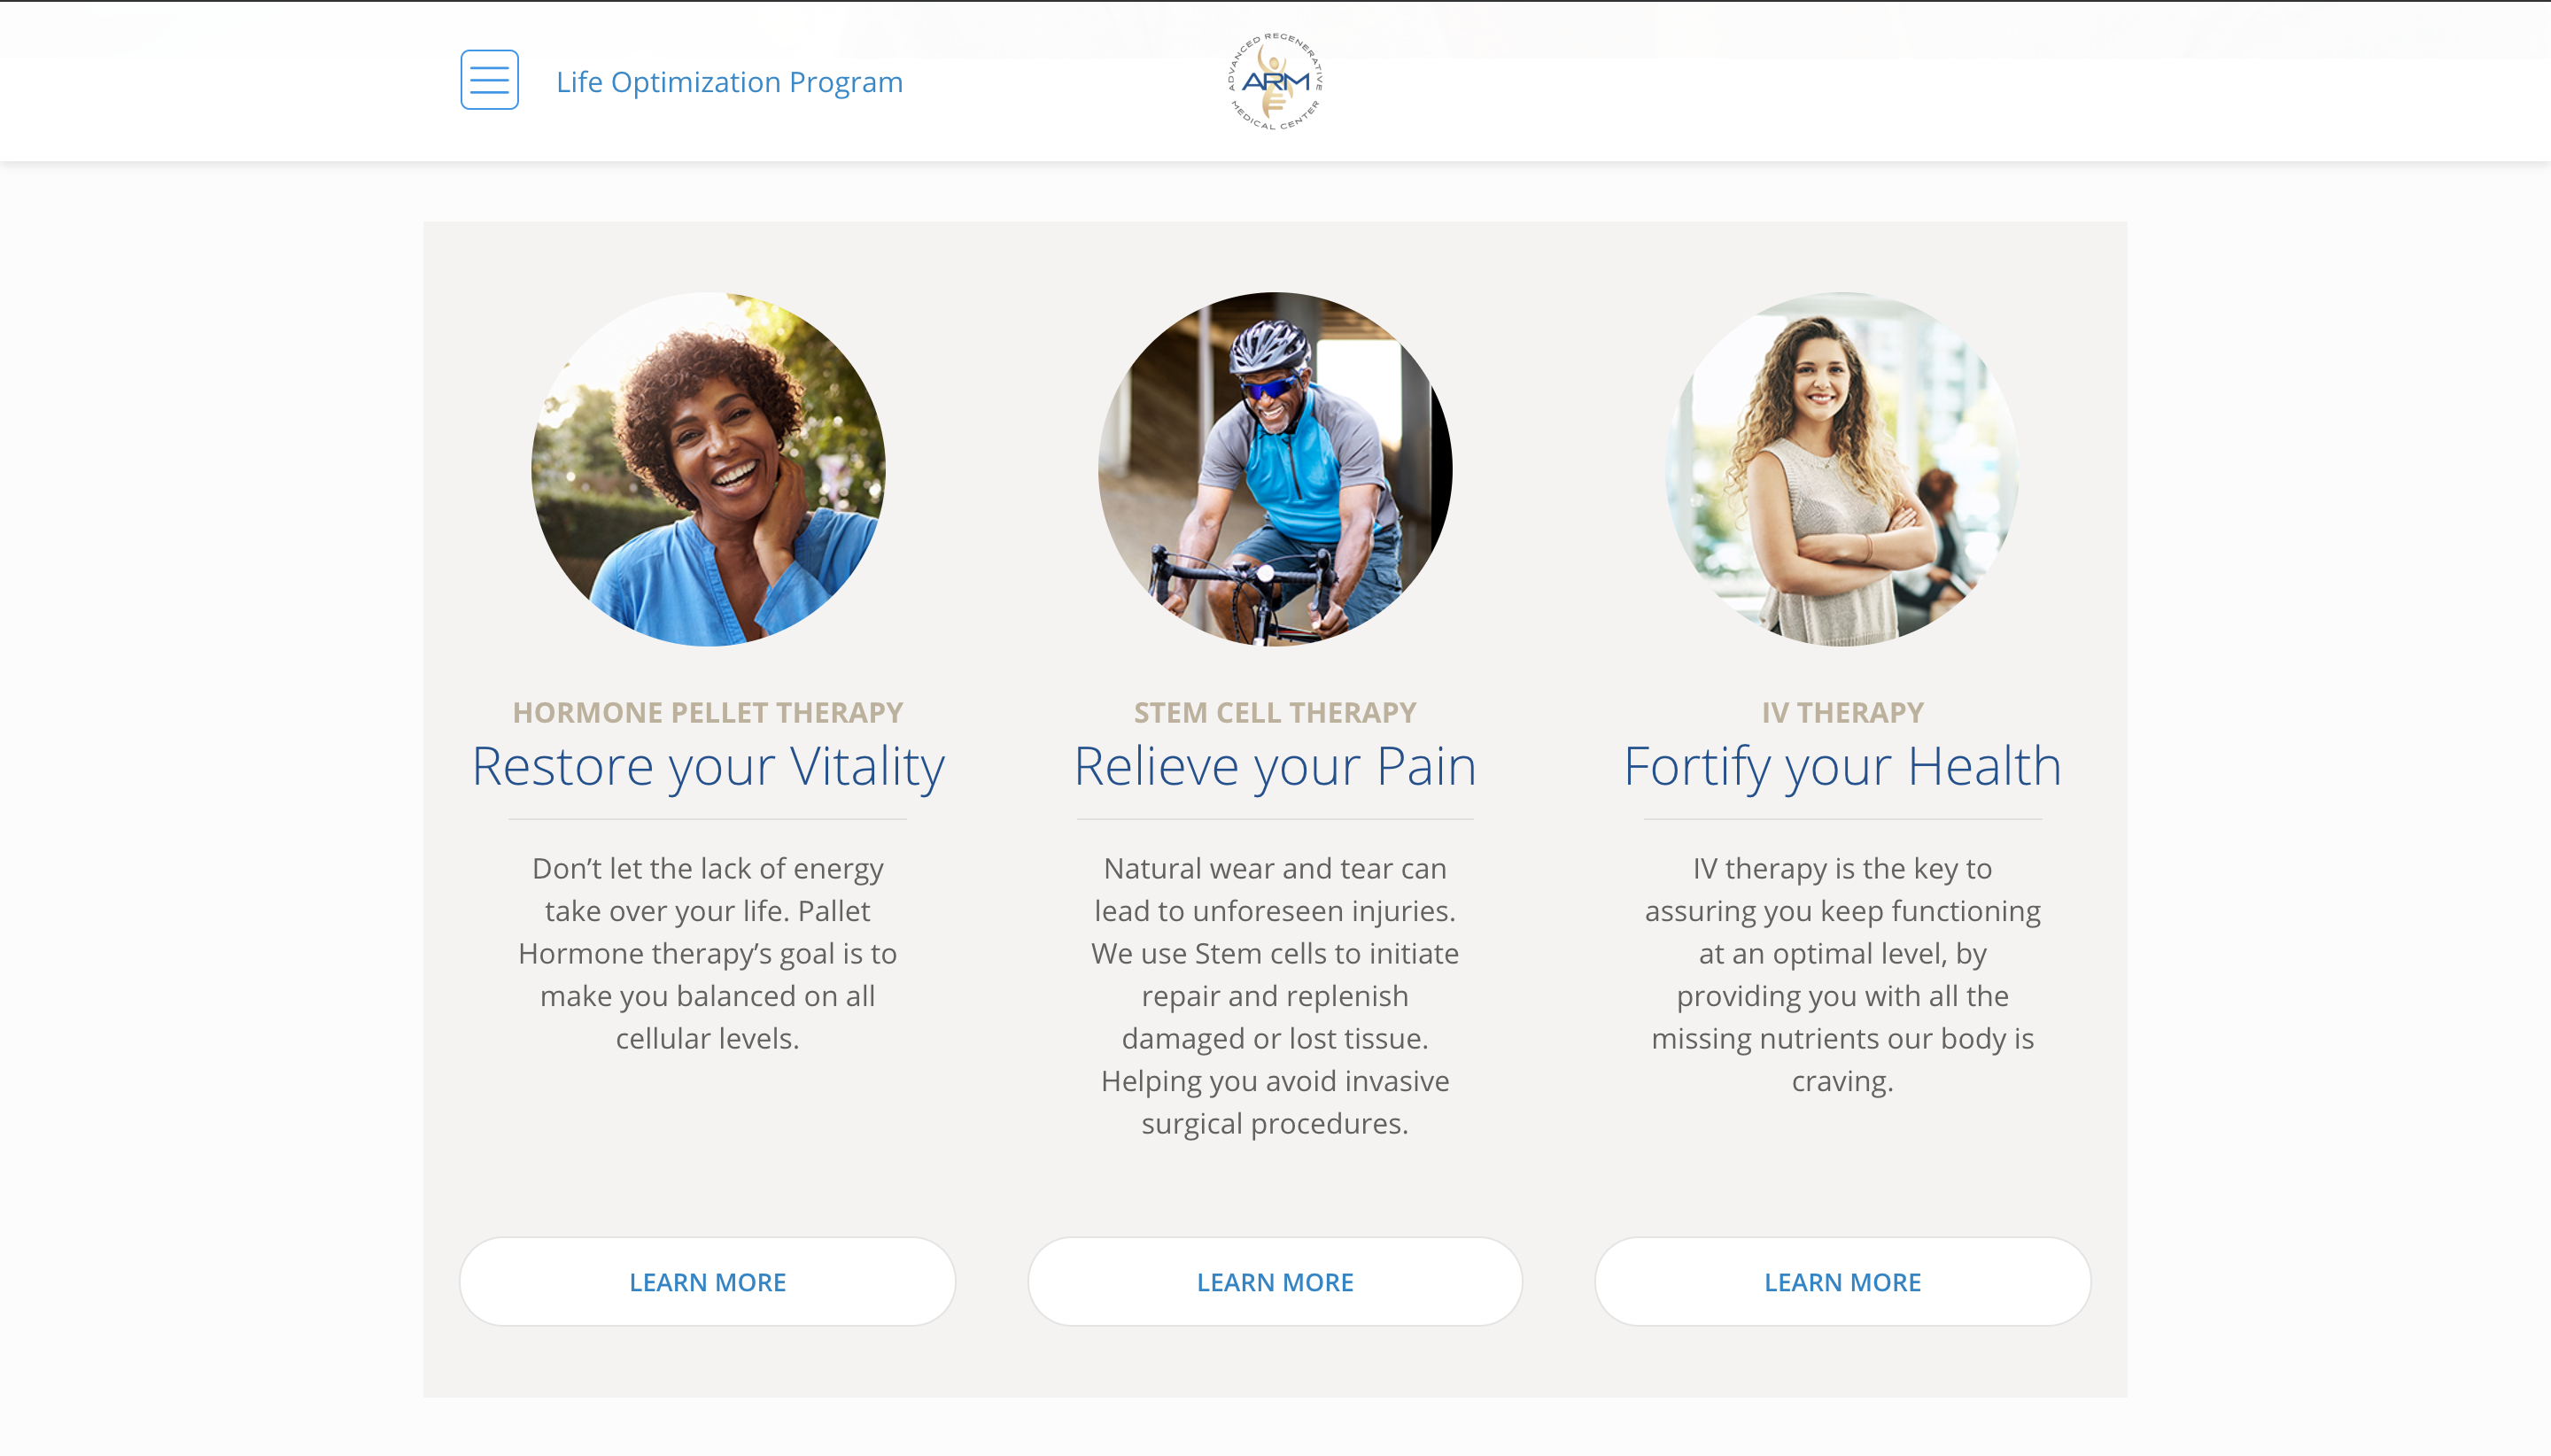 Life Optimization Program
ADVANCED REGENERATIVE
ARM
MEDICAL CENTER
HORMONE PELLET THERAPY
Restore your Vitality
Don’t let the lack of energy
take over your life. Pallet
Hormone therapy’s goal is to
make you balanced on all
cellular levels.
LEARN MORE
STEM CELL THERAPY
Relieve your Pain
Natural wear and tear can
lead to unforeseen injuries.
We use Stem cells to initiate
repair and replenish
damaged or lost tissue.
Helping you avoid invasive
surgical procedures.
LEARN MORE
IV THERAPY
Fortify your Health
IV therapy is the key to
assuring you keep functioning
at an optimal level, by
providing you with all the
missing nutrients our body is
craving.
LEARN MORE